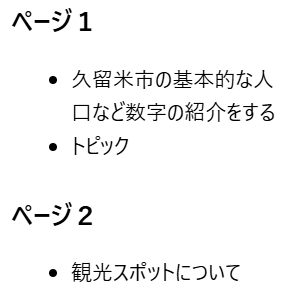 ページ 1
• 久留米市の基本的な人
口など数字の紹介をする
• トピック
ページ 2
• 観光スポットについて